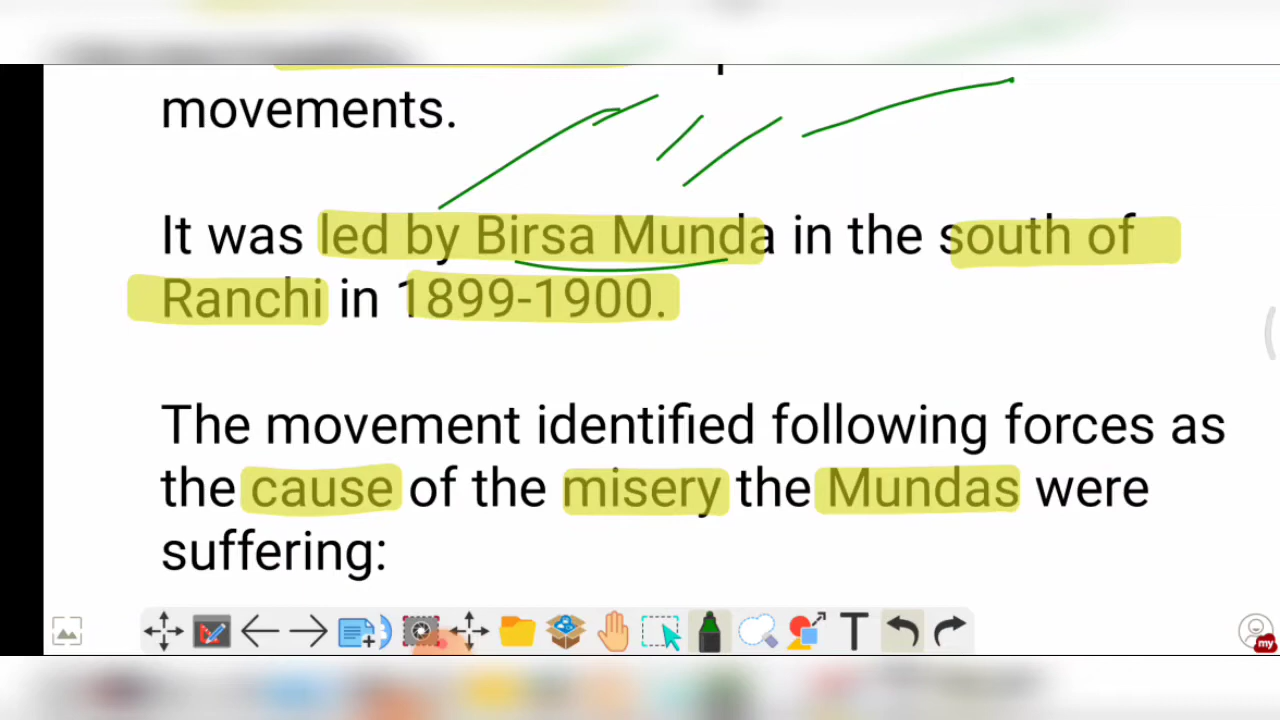 movements.
It was led by Birsa Munda in the south of
Ranchi in 1899-1900.
The movement identified following forces as
the cause of the misery the Mundas were
suffering:
T
my